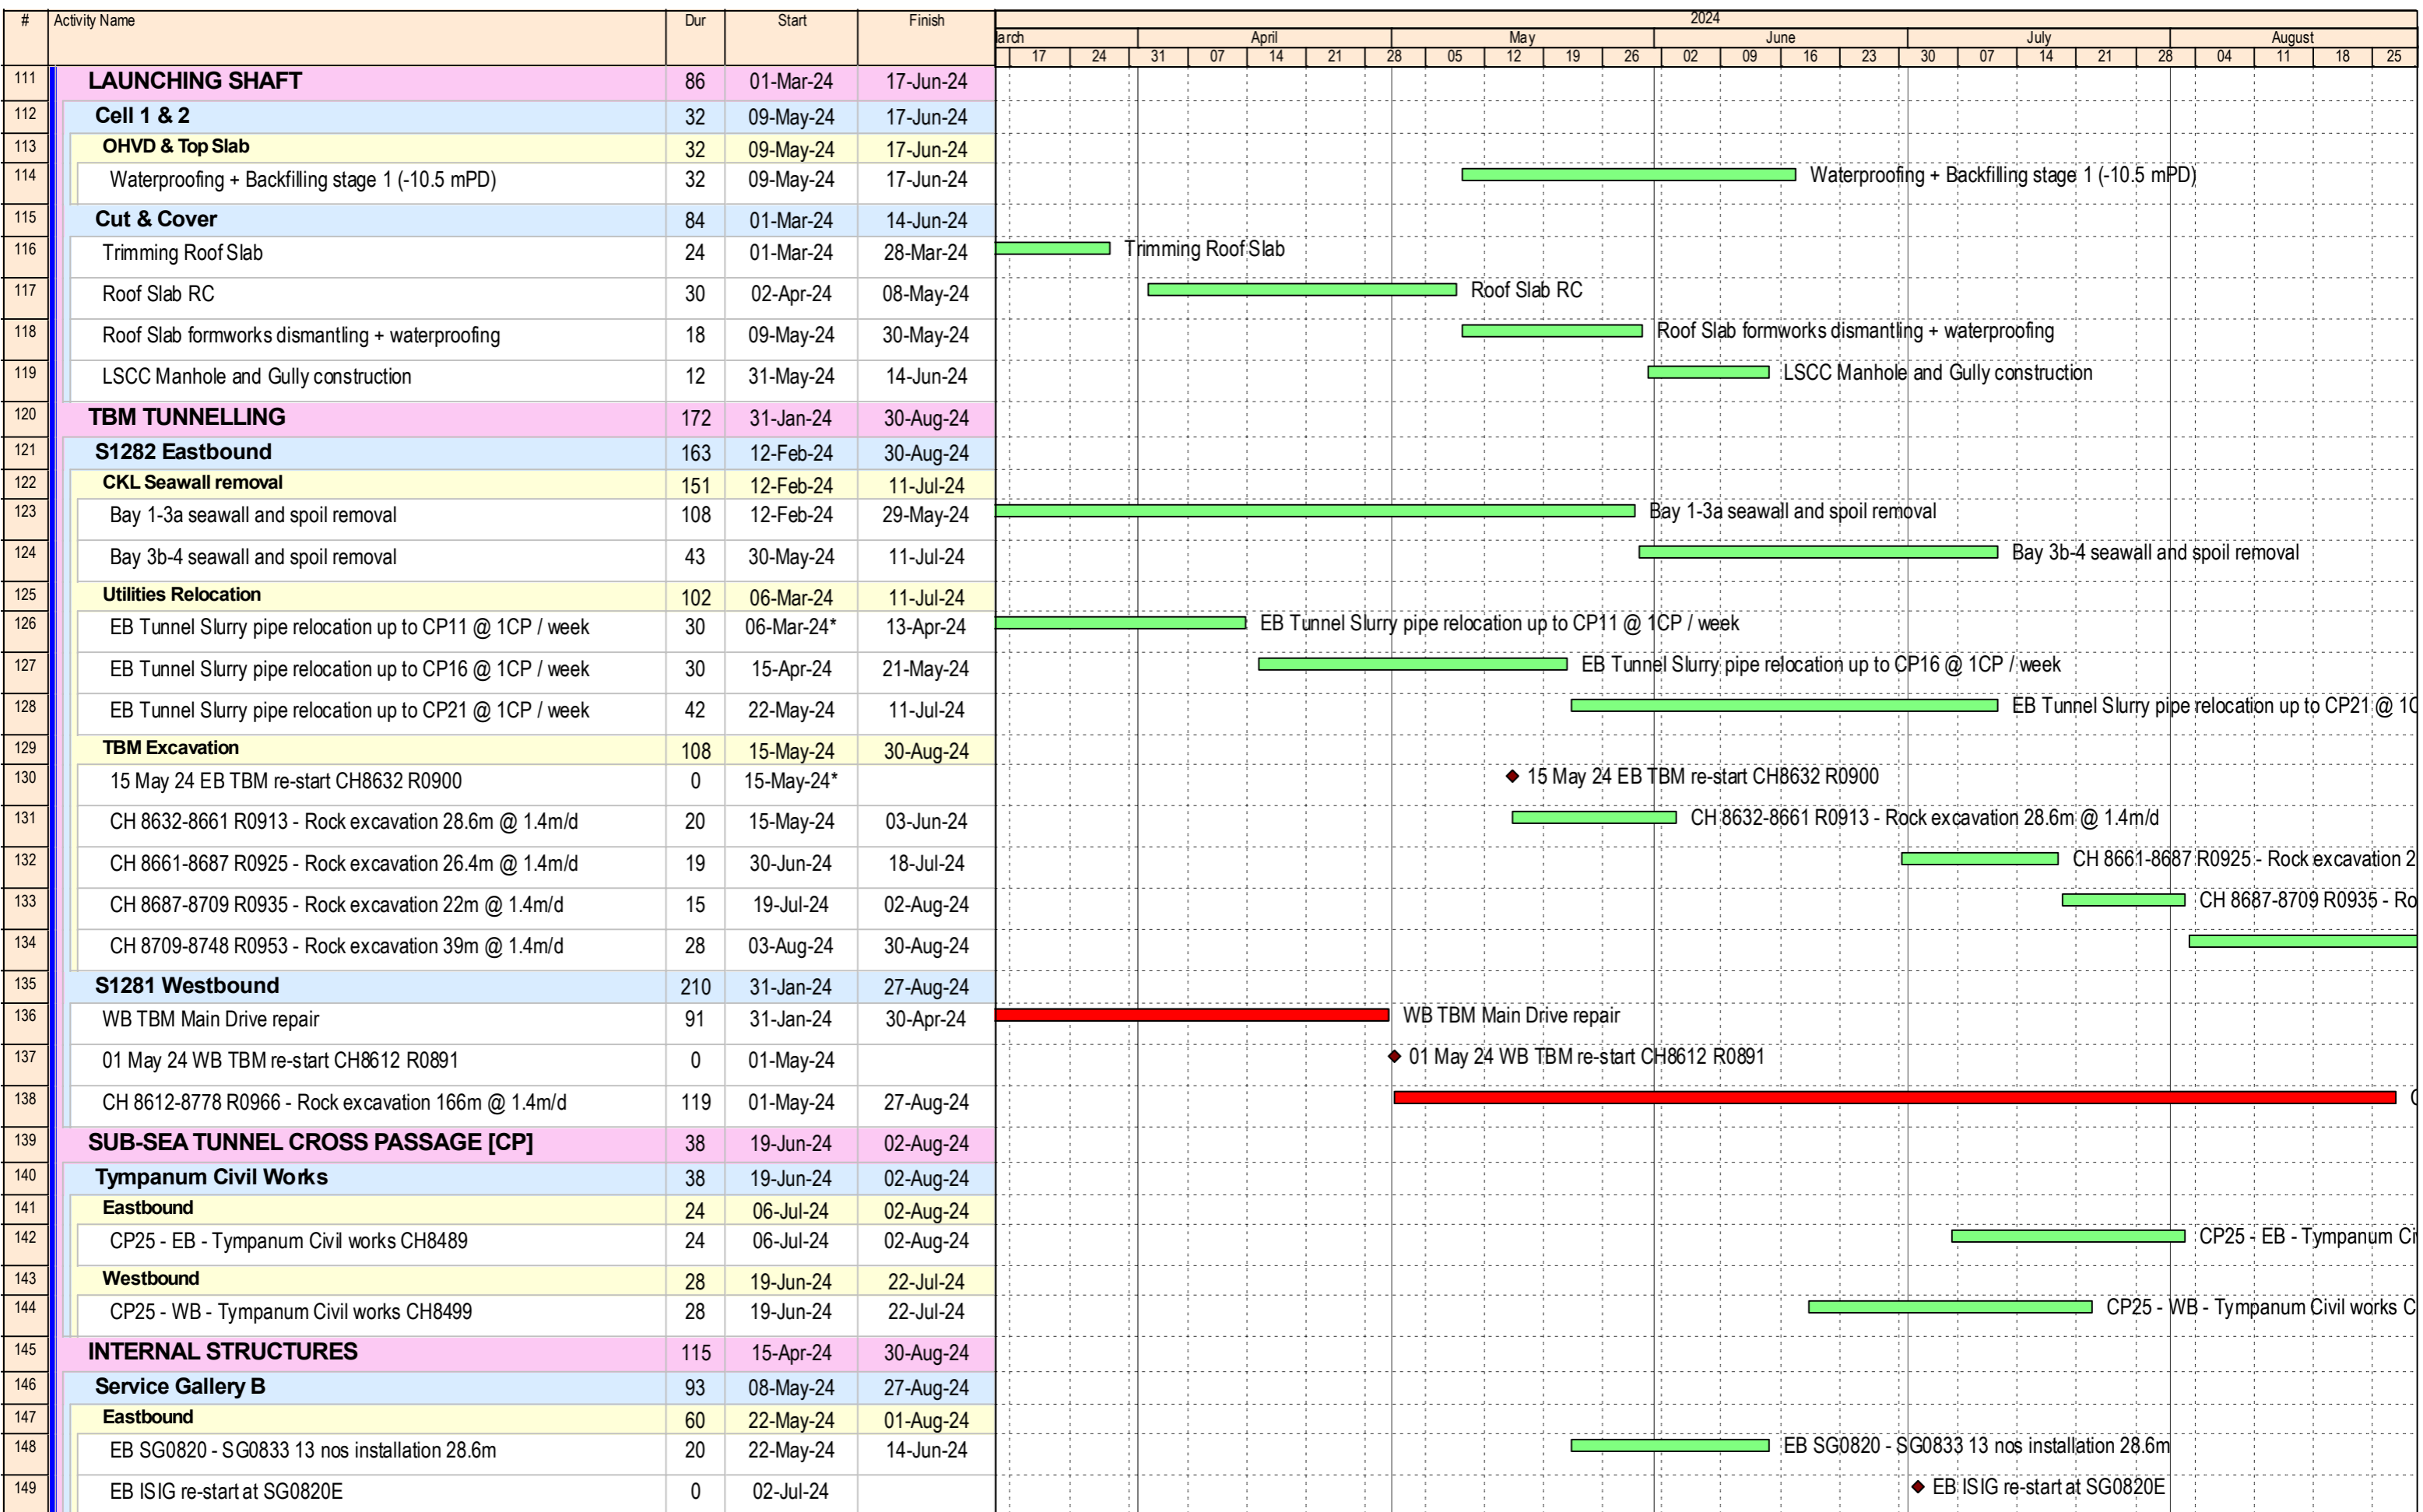 # Activity Name Dur Start Finish 2024
arch April May June July August
17 24 31 07 14 21 28 05 12 19 26 02 09 16 23 30 07 14 21 28 04 11 18 25
111 LAUNCHING SHAFT 86 01-Mar-24 17-Jun-24
112 Cell 1 & 2 32 09-May-24 17-Jun-24
113 OHVD & Top Slab 32 09-May-24 17-Jun-24
114 Waterproofing + Backfilling stage 1 (-10.5 mPD) 32 09-May-24 17-Jun-24 Waterproofing + Backfilling stage 1 (-10.5 mPD)
115 Cut & Cover 84 01-Mar-24 14-Jun-24
116 Trimming Roof Slab 24 01-Mar-24 28-Mar-24 Trimming Roof Slab
117 Roof Slab RC 30 02-Apr-24 08-May-24 Roof Slab RC
118 Roof Slab formworks dismantling + waterproofing 18 09-May-24 30-May-24 Roof Slab formworks dismantling + waterproofing
119 LSCC Manhole and Gully construction 12 31-May-24 14-Jun-24 LSCC Manhole and Gully construction
120 TBM TUNNELLING 172 31-Jan-24 30-Aug-24
121 S1282 Eastbound 163 12-Feb-24 30-Aug-24
122 CKL Seawall removal 151 12-Feb-24 11-Jul-24
123 Bay 1-3a seawall and spoil removal 108 12-Feb-24 29-May-24 Bay 1-3a seawall and spoil removal
124 Bay 3b-4 seawall and spoil removal 43 30-May-24 11-Jul-24 Bay 3b-4 seawall and spoil removal
125 Utilities Relocation 102 06-Mar-24 11-Jul-24
126 EB Tunnel Slurry pipe relocation up to CP11 @ 1CP / week 30 06-Mar-24* 13-Apr-24 EB Tunnel Slurry pipe relocation up to CP11 @ 1CP / week
127 EB Tunnel Slurry pipe relocation up to CP16 @ 1CP / week 30 15-Apr-24 21-May-24 EB Tunnel Slurry pipe relocation up to CP16 @ 1CP / week
128 EB Tunnel Slurry pipe relocation up to CP21 @ 1CP / week 42 22-May-24 11-Jul-24 EB Tunnel Slurry pipe relocation up to CP21 @ 1C
129 TBM Excavation 108 15-May-24 30-Aug-24
130 15 May 24 EB TBM re-start CH8632 R0900 0 15-May-24* 15 May 24 EB TBM re-start CH8632 R0900
131 CH 8632-8661 R0913 - Rock excavation 28.6m @ 1.4m/d 20 15-May-24 03-Jun-24 CH 8632-8661 R0913 - Rock excavation 28.6m @ 1.4m/d
132 CH 8661-8687 R0925 - Rock excavation 26.4m @ 1.4m/d 19 30-Jun-24 18-Jul-24 CH 8661-8687 R0925 - Rock excavation 2
133 CH 8687-8709 R0935 - Rock excavation 22m @ 1.4m/d 15 19-Jul-24 02-Aug-24 CH 8687-8709 R0935 - Ro
134 CH 8709-8748 R0953 - Rock excavation 39m @ 1.4m/d 28 03-Aug-24 30-Aug-24
135 S1281 Westbound 210 31-Jan-24 27-Aug-24
136 WB TBM Main Drive repair 91 31-Jan-24 30-Apr-24 WB TBM Main Drive repair
137 01 May 24 WB TBM re-start CH8612 R0891 0 01-May-24 01 May 24 WB TBM re-start CH8612 R0891
138 CH 8612-8778 R0966 - Rock excavation 166m @ 1.4m/d 119 01-May-24 27-Aug-24
139 SUB-SEA TUNNEL CROSS PASSAGE [CP] 38 19-Jun-24 02-Aug-24
140 Tympanum Civil Works 38 19-Jun-24 02-Aug-24
141 Eastbound 24 06-Jul-24 02-Aug-24
142 CP25 - EB - Tympanum Civil works CH8489 24 06-Jul-24 02-Aug-24 CP25 - EB - Tympanum Ci
143 Westbound 28 19-Jun-24 22-Jul-24
144 CP25 - WB - Tympanum Civil works CH8499 28 19-Jun-24 22-Jul-24 CP25 - WB - Tympanum Civil works C
145 INTERNAL STRUCTURES 115 15-Apr-24 30-Aug-24
146 Service Gallery B 93 08-May-24 27-Aug-24
147 Eastbound 60 22-May-24 01-Aug-24
148 EB SG0820 - SG0833 13 nos installation 28.6m 20 22-May-24 14-Jun-24 EB SG0820 - SG0833 13 nos installation 28.6m
149 EB ISIG re-start at SG0820E 0 02-Jul-24 EB ISIG re-start at SG0820E